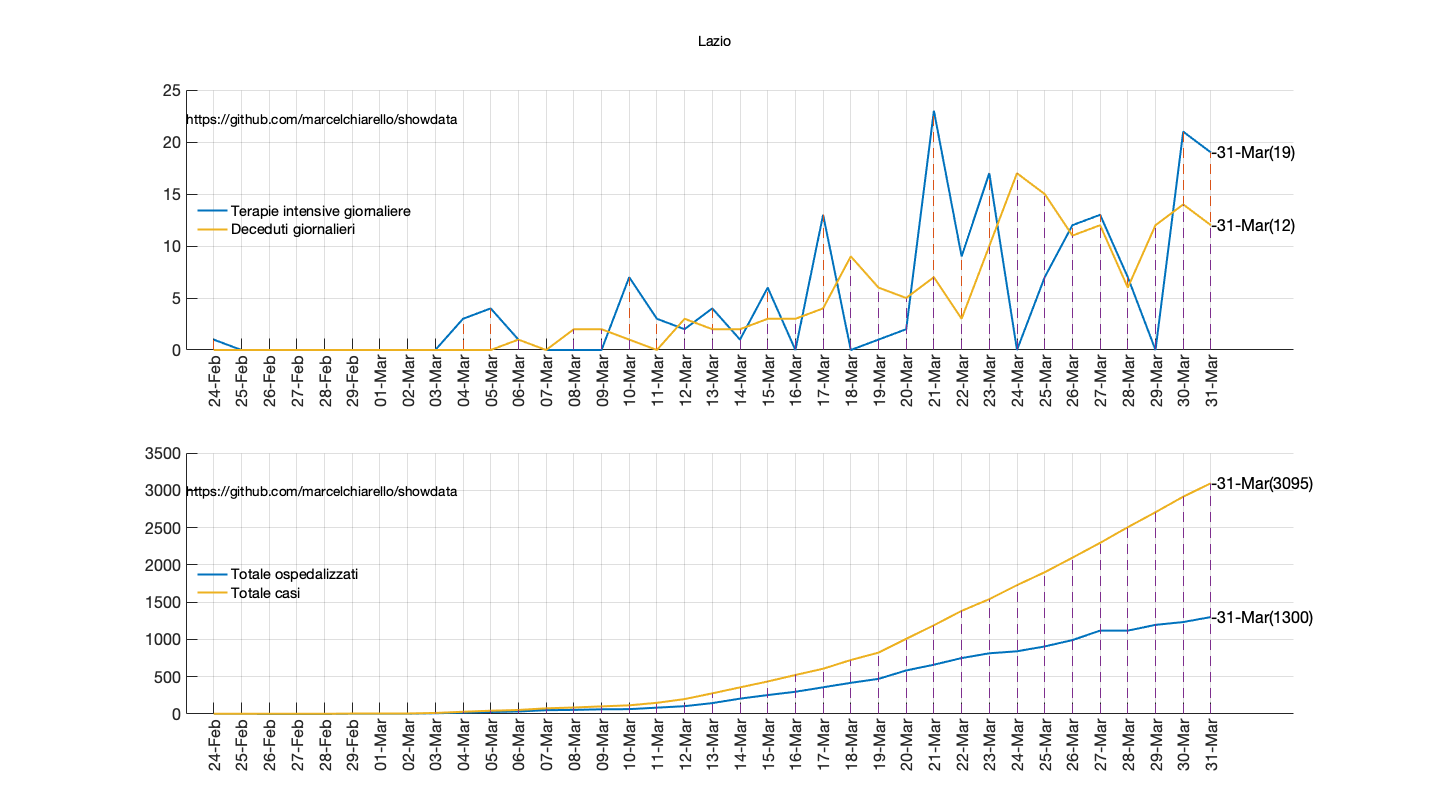 Lazio
25
https://github.com/marcelchiarello/showdata
20
-31-Mar(19)
15
Terapie intensive giornaliere
Deceduti giornalieri
-31-Mar(12)
10
5
0
24-Feb
25-Feb
26-Feb
27-Feb
28-Feb
29-Feb
01-Mar
02-Mar
03-Mar
04-Mar
05-Mar
06-Mar
07-Mar
08-Mar
09-Mar
10-Mar
11-Mar
12-Mar
13-Mar
14-Mar
15-Mar
16-Mar
17-Mar
18-Mar
19-Mar
20-Mar
21-Mar
22-Mar
23-Mar
24-Mar
25-Mar
26-Mar
27-Mar
28-Mar
29-Mar
30-Mar
31-Mar
3500
3000
https://github.com/marcelchiarello/showdata
-31-Mar(3095)
2500
2000
Totale ospedalizzati
Totale casi
1500
-31-Mar(1300)
1000
500
0
24-Feb
25-Feb
26-Feb
27-Feb
28-Feb
29-Feb
01-Mar
02-Mar
03-Mar
04-Mar
05-Mar
06-Mar
07-Mar
08-Mar
09-Mar
10-Mar
11-Mar
12-Mar
13-Mar
14-Mar
15-Mar
16-Mar
17-Mar
18-Mar
19-Mar
20-Mar
21-Mar
22-Mar
23-Mar
24-Mar
25-Mar
26-Mar
27-Mar
28-Mar
29-Mar
30-Mar
31-Mar